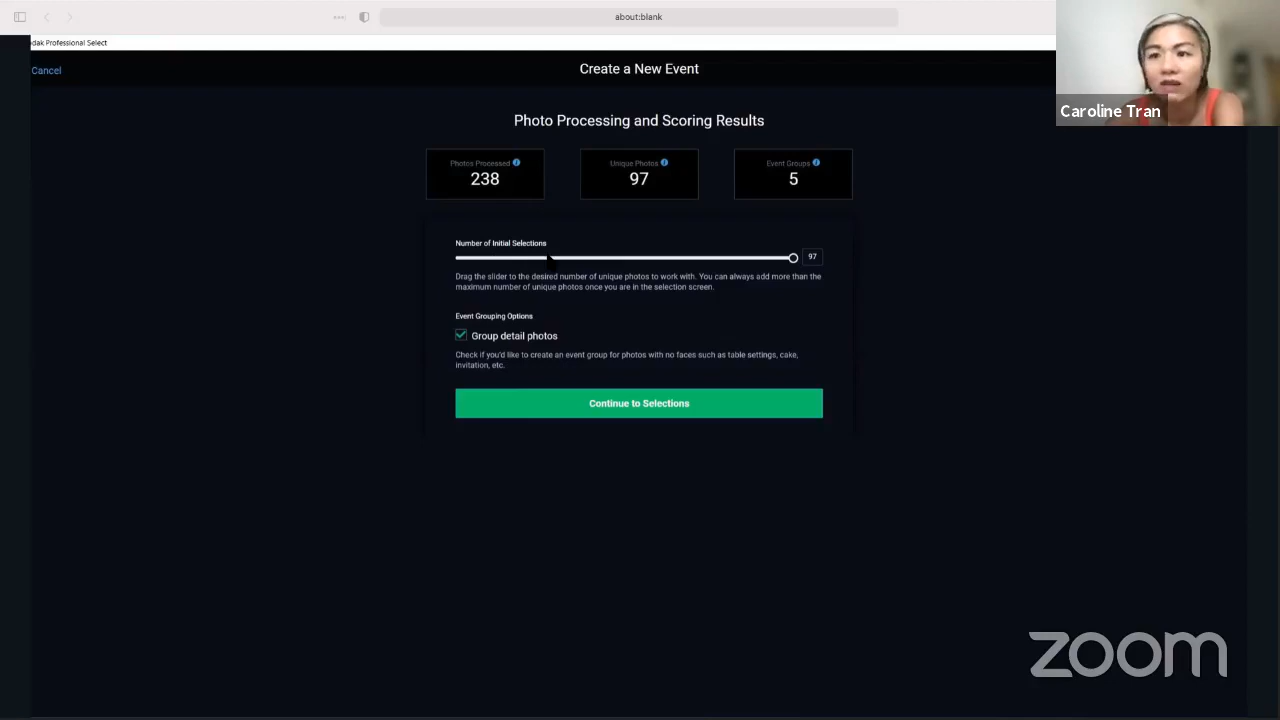 about:blank
dak Professional Select
Cancel
Create a New Event
Caroline Tran
Photo Processing and Scoring Results
Photos Processed
238
Unique Photos
97
Event Groups
5
Number of Initial Selections
97
Drag the slider to the desired number of unique photos to work with. You can always add more than the
maximum number of unique photos once you are in the selection screen.
Event Grouping Options
Group detail photos
Check if you'd like to create an event group for photos with no faces such as table settings, cake,
invitation, etc.
Continue to Selections
zoom